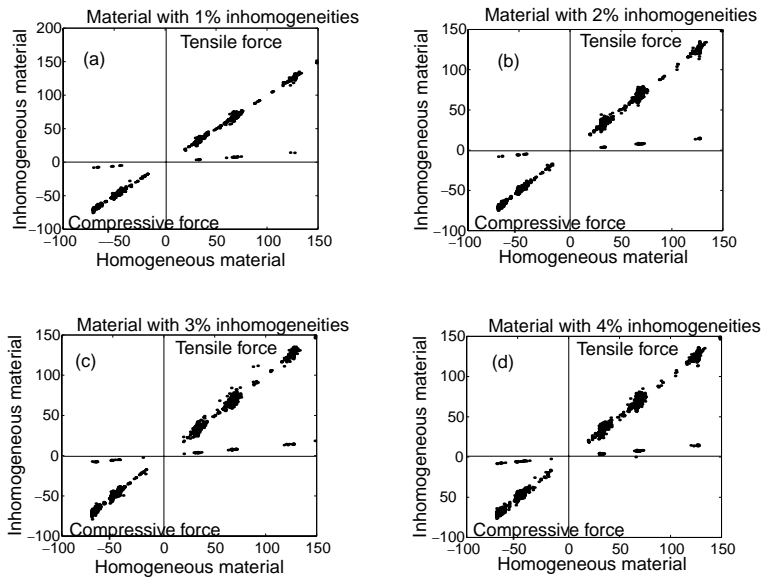 Material with 1% inhomogeneities
200
150
100
50
0
−50
−100
Inhomogeneous material
(a)
Tensile force
Compressive force
−100 −50 0 50 100 150
Homogeneous material
Material with 2% inhomogeneities
150
100
50
0
−50
−100
Inhomogeneous material
(b)
Tensile force
Compressive force
−100 −50 0 50 100 150
Homogeneous material
Material with 3% inhomogeneities
150
100
50
0
−50
−100
Inhomogeneous material
(c)
Tensile force
Compressive force
−100 −50 0 50 100 150
Homogeneous material
Material with 4% inhomogeneities
150
100
50
0
−50
−100
Inhomogeneous material
(d)
Tensile force
Compressive force
−100 −50 0 50 100 150
Homogeneous material